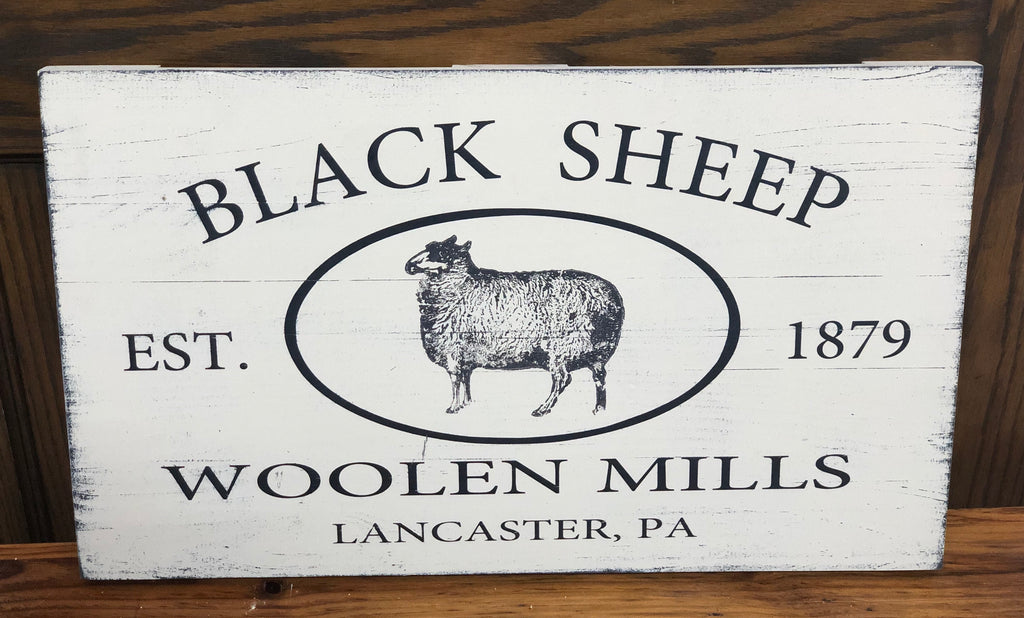 BLACK SHEEP
EST. 1879
WOOLEN MILLS
LANCASTER, PA